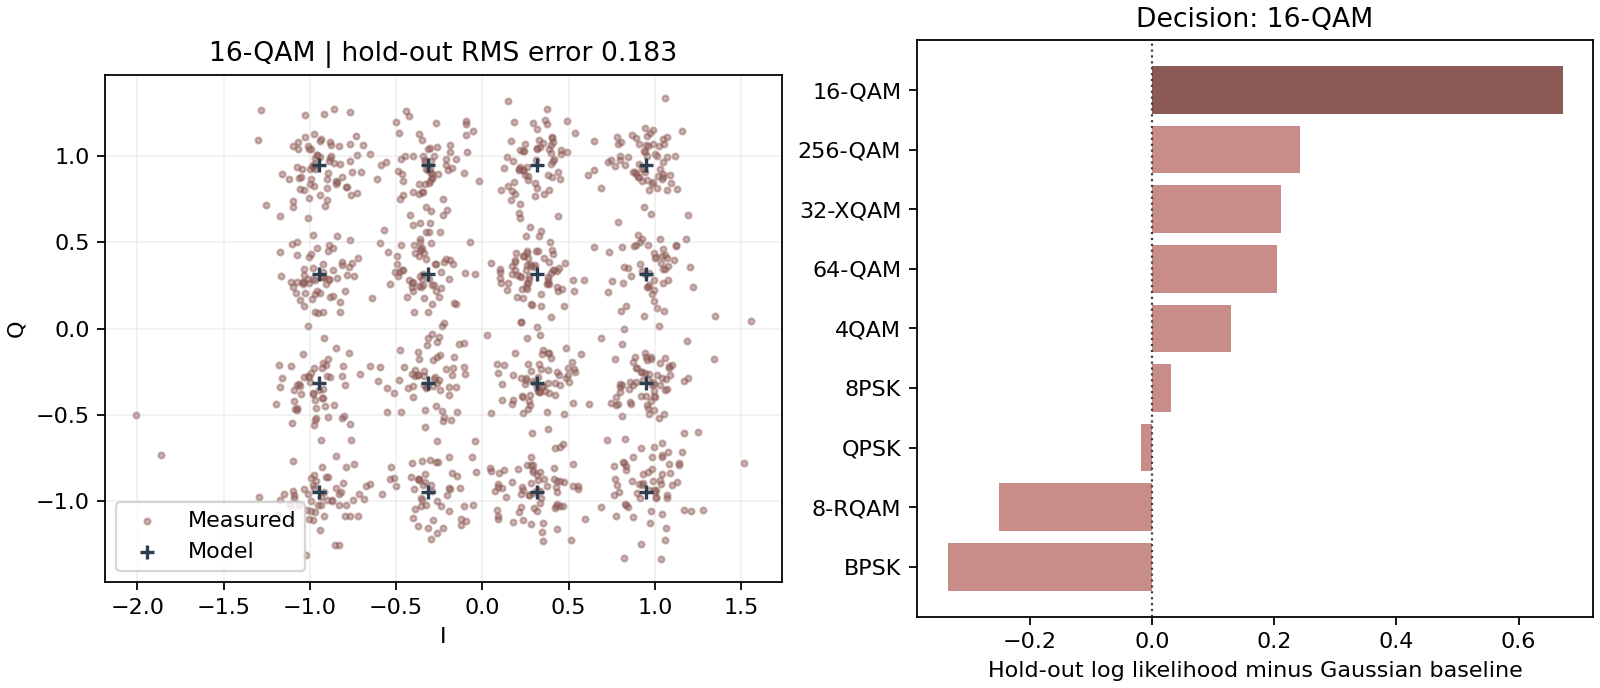 16-QAM | hold-out RMS error 0.183
1.0
0.5
0.0
−0.5
−1.0
Q
Measured
Model
−2.0 −1.5 −1.0 −0.5 0.0 0.5 1.0 1.5
I
Decision: 16-QAM
16-QAM
256-QAM
32-XQAM
64-QAM
4QAM
8PSK
QPSK
8-RQAM
BPSK
−0.2 0.0 0.2 0.4 0.6
Hold-out log likelihood minus Gaussian baseline